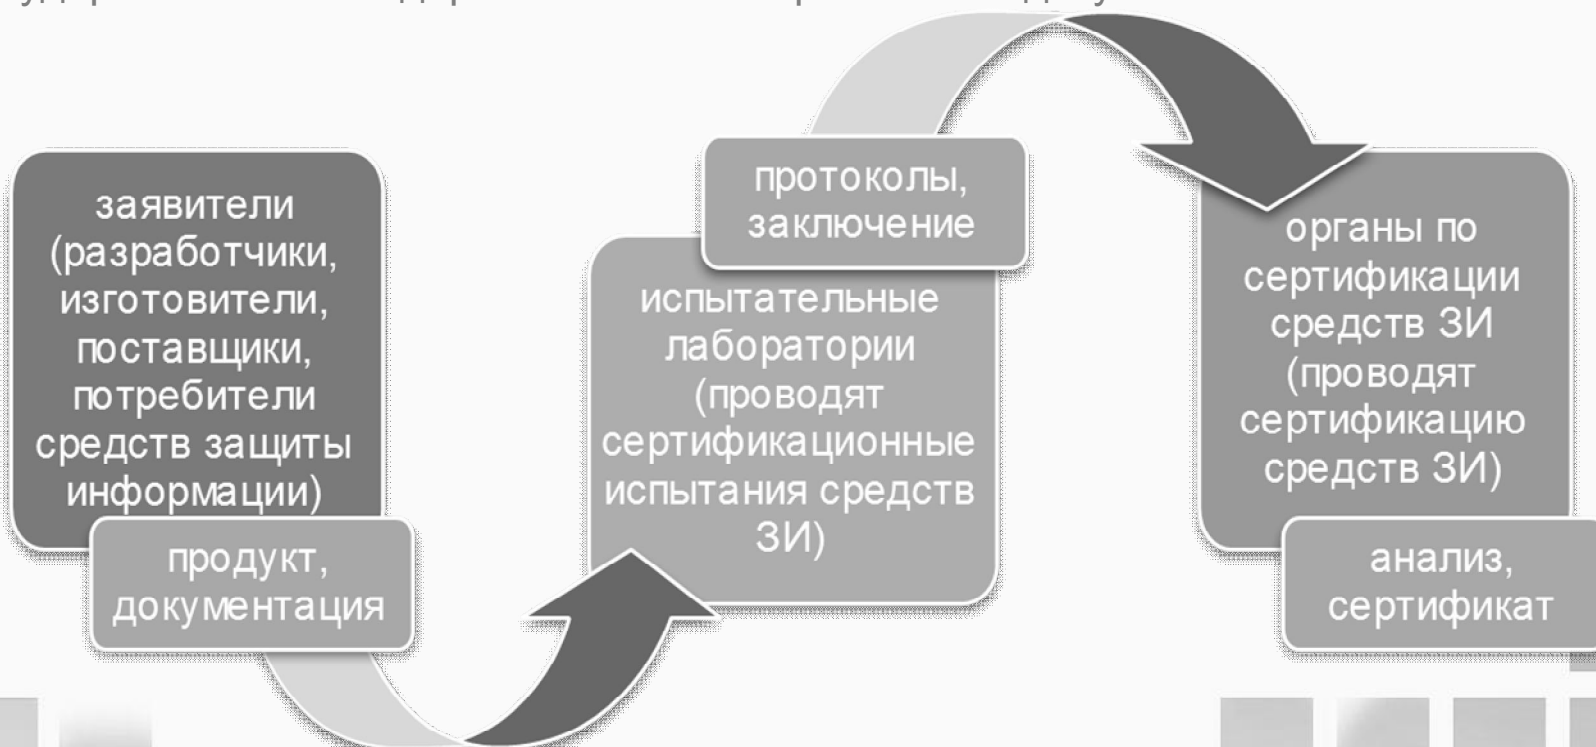 заявители
(разработчики,
изготовители,
поставщики,
потребители
средств защиты
информации)
продукт,
документация
протоколы,
заключение
испытательные
лаборатории
(проводят
сертификационные
испытания средств
ЗИ)
органы по
сертификации
средств ЗИ
(проводят
сертификацию
средств ЗИ)
анализ,
сертификат